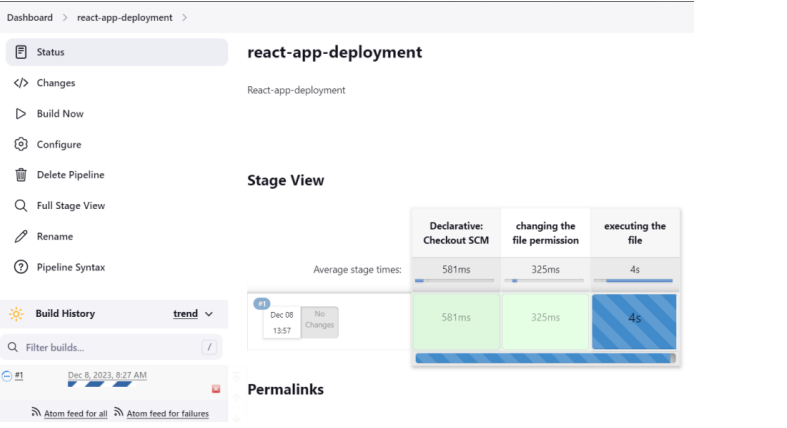 Dashboard > react-app-deployment >
Status
Changes
Build Now
Configure
Delete Pipeline
Full Stage View
Rename
Pipeline Syntax
Build History trend
Filter builds... /
#1 Dec 8, 2023, 8:27 AM
Atom feed for all Atom feed for failures
react-app-deployment
React-app-deployment
Stage View
Declarative: Checkout SCM
changing the file permission
executing the file
Average stage times: 581ms 325ms 4s
#1
Dec 08
13:57
No Changes
581ms 325ms 4s
Permalinks